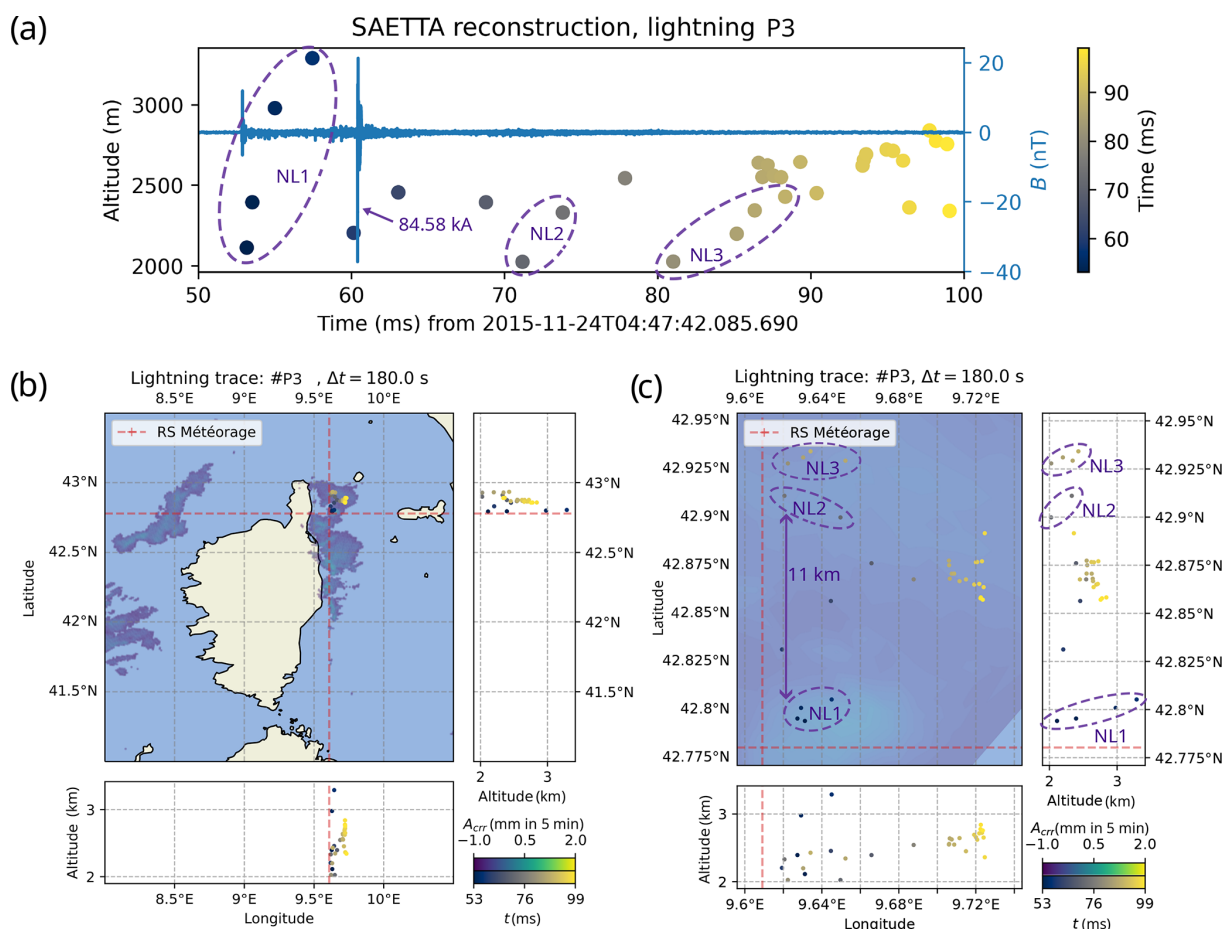 (a)
SAETTA reconstruction, lightning P3
Altitude (m)
3000
2500
2000
NL1
84.58 kA
NL2
NL3
20
0
−20
−40
B (nT)
90
80
70
60
Time (ms)
50 60 70 80 90 100
Time (ms) from 2015-11-24T04:47:42.085.690
(b)
Lightning trace: #P3 , Δt = 180.0 s
8.5°E 9°E 9.5°E 10°E
RS Météorage
Latitude
43°N
42.5°N
42°N
41.5°N
43°N
42.5°N
42°N
41.5°N
2 3
Altitude (km)
Altitude (km)
3
2
8.5°E 9°E 9.5°E 10°E
Longitude
A_crr (mm in 5 min)
−1.0 0.5 2.0
53 76 99
t (ms)
(c)
Lightning trace: #P3, Δt = 180.0 s
9.6°E 9.64°E 9.68°E 9.72°E
RS Météorage
Latitude
42.95°N
42.925°N
42.9°N
42.875°N
42.85°N
42.825°N
42.8°N
42.775°N
NL3
NL2
11 km
NL1
NL3
NL2
NL1
42.95°N
42.925°N
42.9°N
42.875°N
42.85°N
42.825°N
42.8°N
42.775°N
2 3
Altitude (km)
Altitude (km)
3
2
9.6°E 9.64°E 9.68°E 9.72°E
Longitude
A_crr (mm in 5 min)
−1.0 0.5 2.0
53 76 99
t (ms)